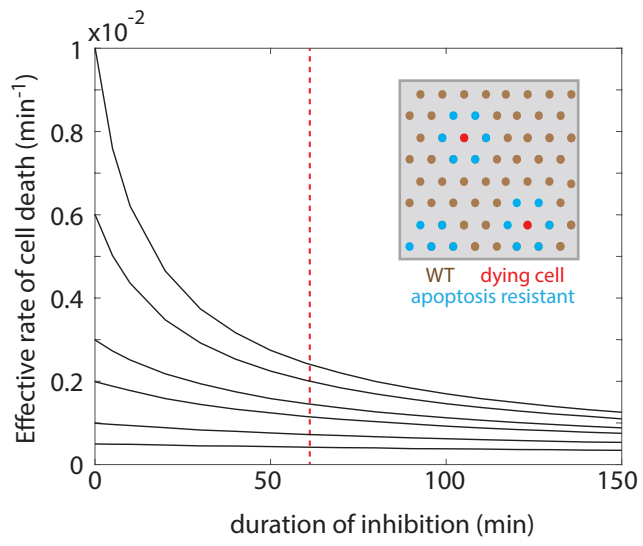 1 ×10⁻²
0.8
0.6
0.4
0.2
0
0
50
100
150
Effective rate of cell death (min⁻¹)
duration of inhibition (min)
WT dying cell
apoptosis resistant